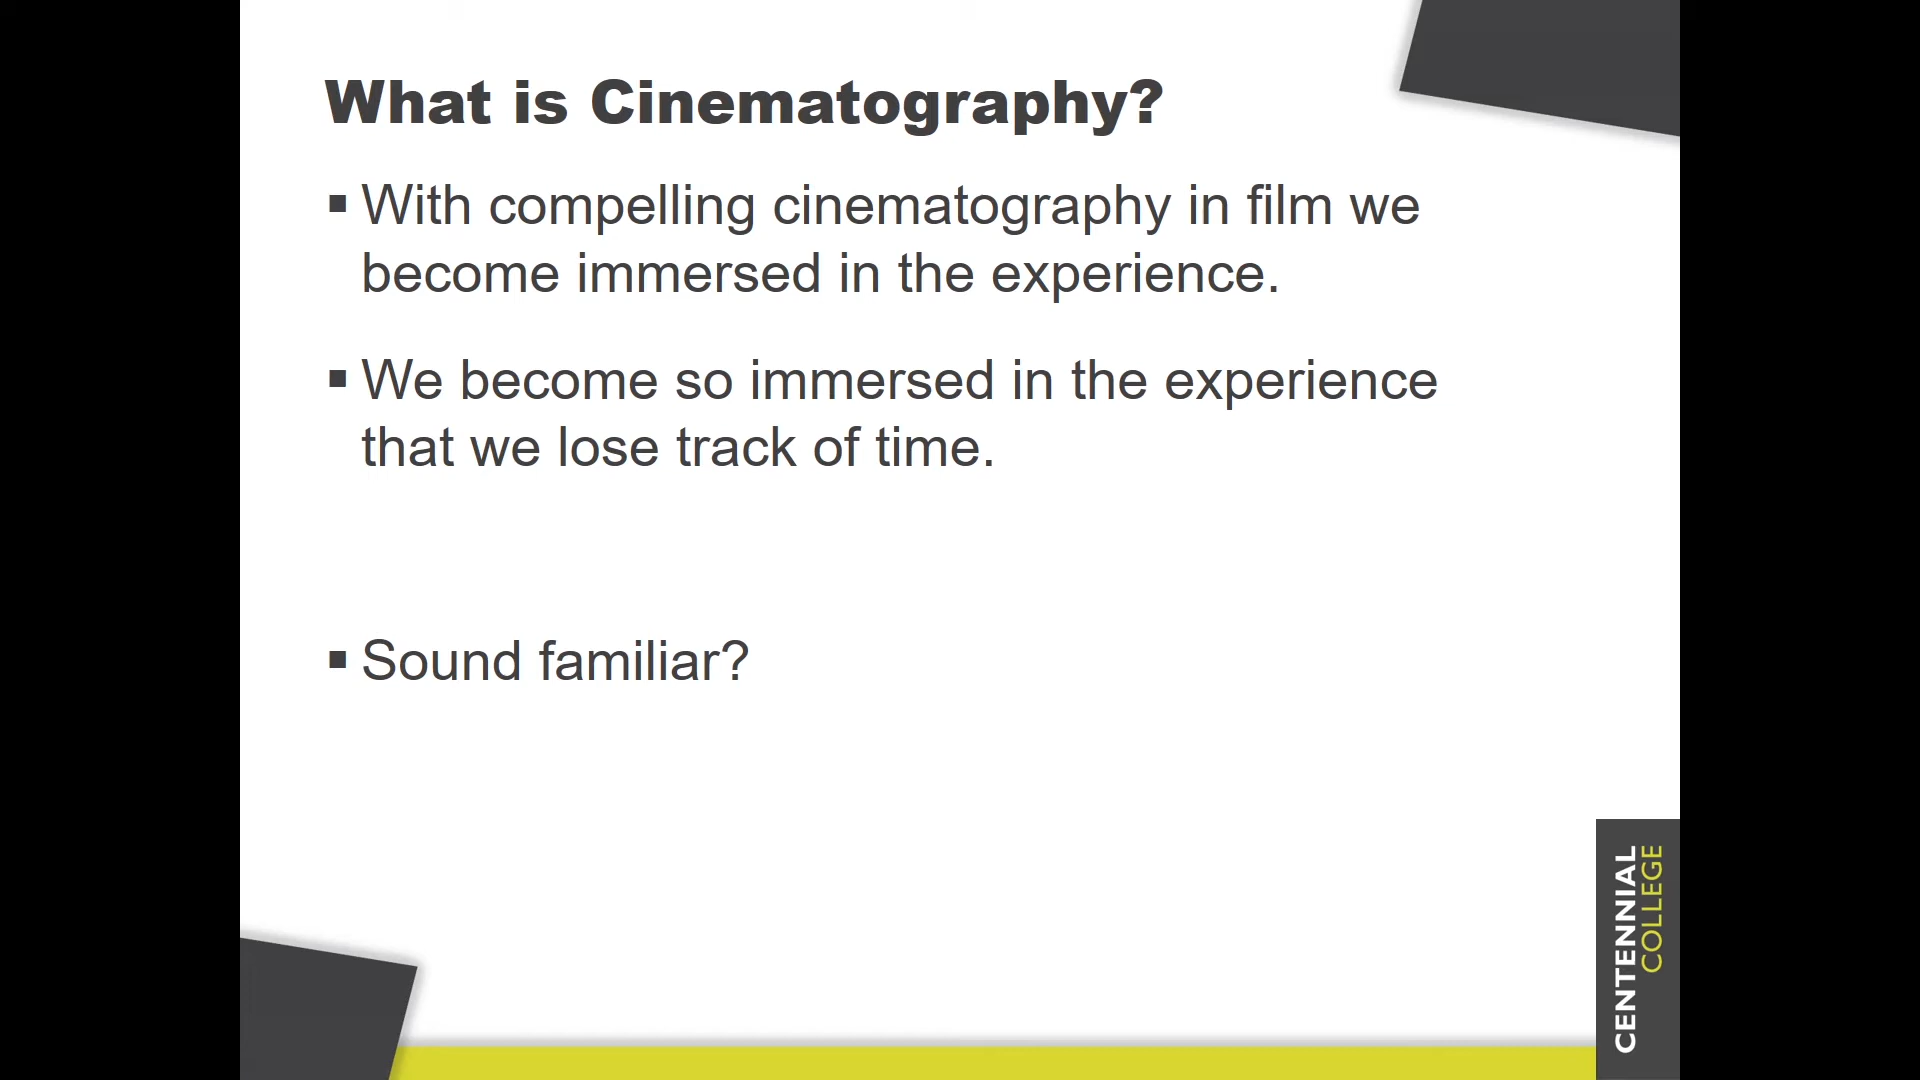 What is Cinematography?
▪ With compelling cinematography in film we
become immersed in the experience.
▪ We become so immersed in the experience
that we lose track of time.
▪ Sound familiar?
CENTENNIAL
COLLEGE